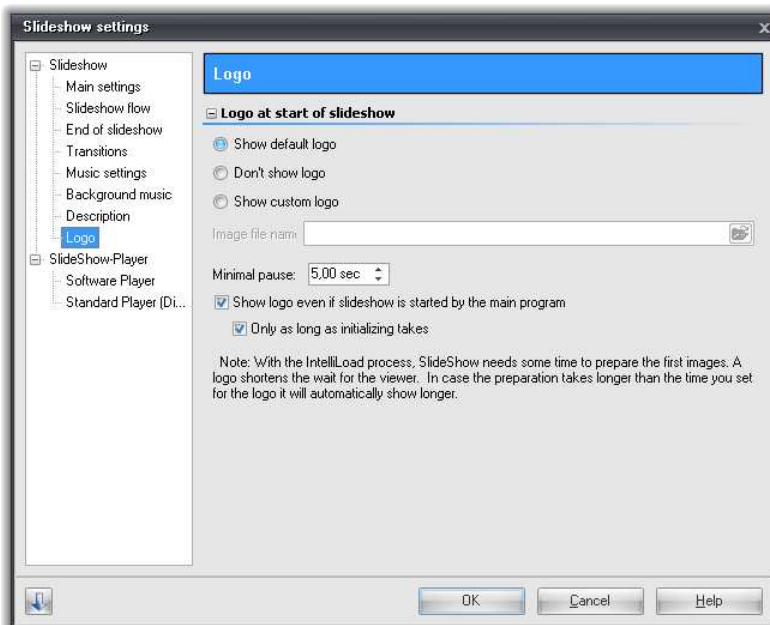 Slideshow settings
x
Slideshow
Main settings
Slideshow flow
End of slideshow
Transitions
Music settings
Background music
Description
Logo
SlideShow-Player
Software Player
Standard Player (Di...
Logo
Logo at start of slideshow
Show default logo
Don't show logo
Show custom logo
Image file name
Minimal pause: 5,00 sec
Show logo even if slideshow is started by the main program
Only as long as initializing takes
Note: With the IntelliLoad process, SlideShow needs some time to prepare the first images. A
logo shortens the wait for the viewer. In case the preparation takes longer than the time you set
for the logo it will automatically show longer.
OK Cancel Help